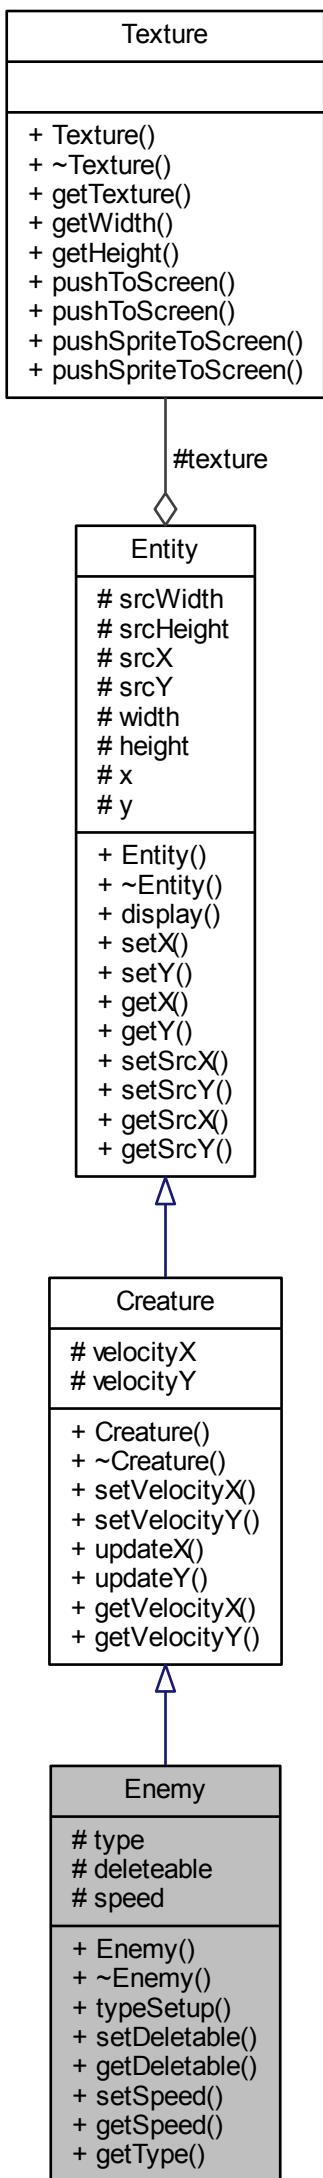 Texture
+ Texture()
+ ~Texture()
+ getTexture()
+ getWidth()
+ getHeight()
+ pushToScreen()
+ pushToScreen()
+ pushSpriteToScreen()
+ pushSpriteToScreen()
#texture
Entity
# srcWidth
# srcHeight
# srcX
# srcY
# width
# height
# x
# y
+ Entity()
+ ~Entity()
+ display()
+ setX()
+ setY()
+ getX()
+ getY()
+ setSrcX()
+ setSrcY()
+ getSrcX()
+ getSrcY()
Creature
# velocityX
# velocityY
+ Creature()
+ ~Creature()
+ setVelocityX()
+ setVelocityY()
+ updateX()
+ updateY()
+ getVelocityX()
+ getVelocityY()
Enemy
# type
# deleteable
# speed
+ Enemy()
+ ~Enemy()
+ typeSetup()
+ setDeletable()
+ getDeletable()
+ setSpeed()
+ getSpeed()
+ getType()